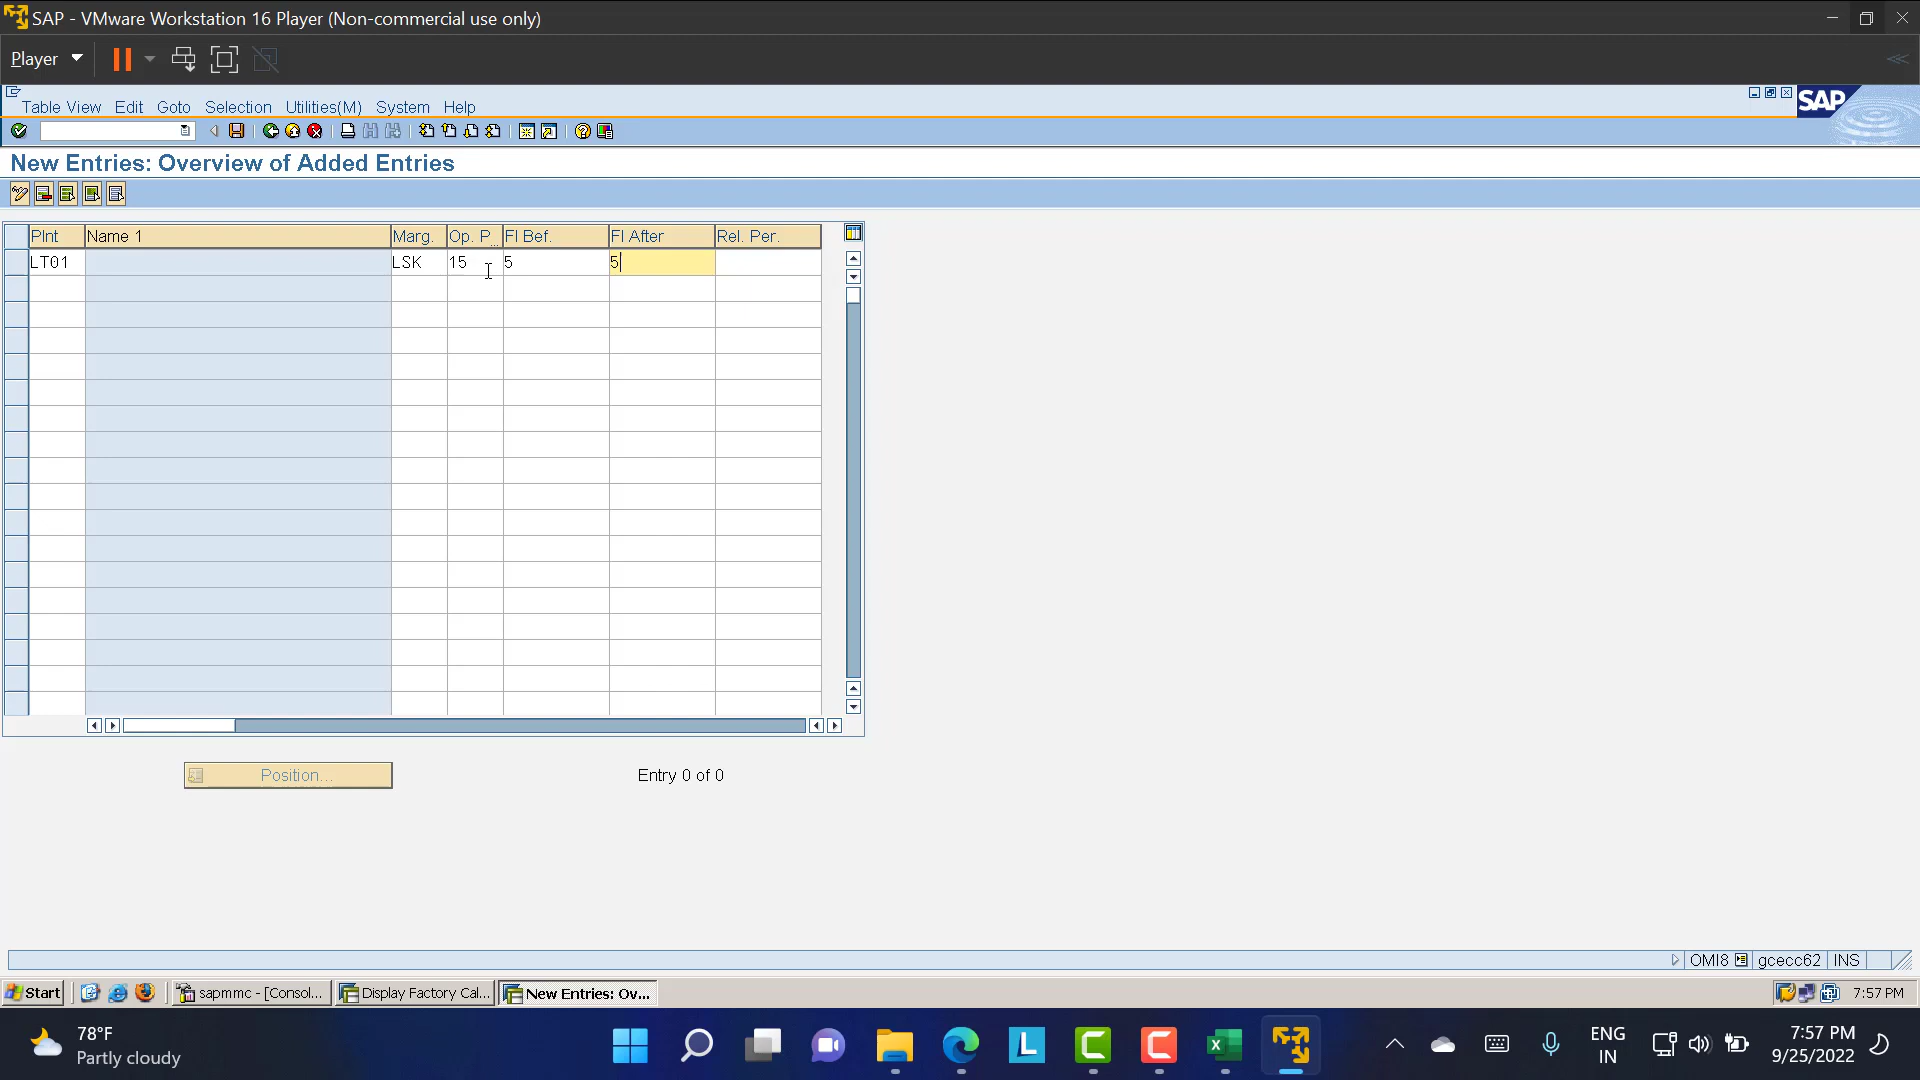 SAP - VMware Workstation 16 Player (Non-commercial use only)
Player
Table View Edit Goto Selection Utilities(M) System Help
SAP
New Entries: Overview of Added Entries
Plnt Name 1 Marg. Op. P... Fl Bef. Fl After Rel. Per.
LT01 LSK 15 5 5
Position... Entry 0 of 0
OMI8 gcecc62 INS
Start sapmmc - [Consol... Display Factory Cal... New Entries: Ov... 7:57 PM
78°F
Partly cloudy
L
ENG
IN
7:57 PM
9/25/2022